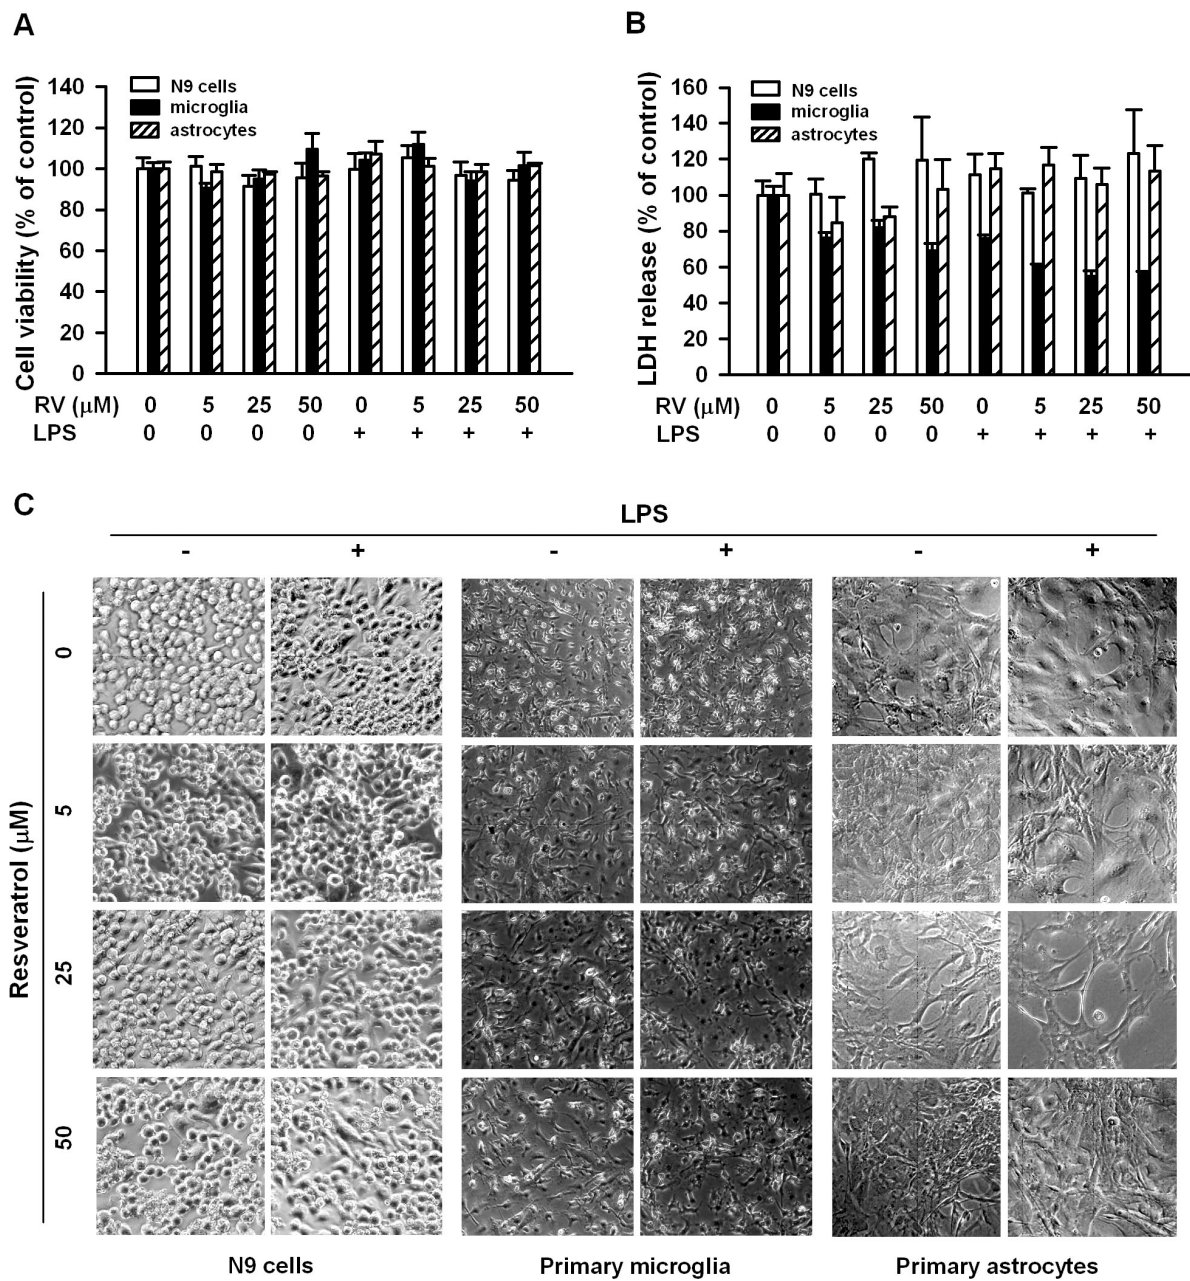 A
Cell viability (% of control)
140
120
100
80
60
40
20
0
N9 cells
microglia
astrocytes
RV (μM) 0 5 25 50 0 5 25 50
LPS 0 0 0 0 + + + +
B
LDH release (% of control)
160
140
120
100
80
60
40
20
0
N9 cells
microglia
astrocytes
RV (μM) 0 5 25 50 0 5 25 50
LPS 0 0 0 0 + + + +
C
LPS
- + - + - +
Resveratrol (μM)
0
5
25
50
N9 cells Primary microglia Primary astrocytes